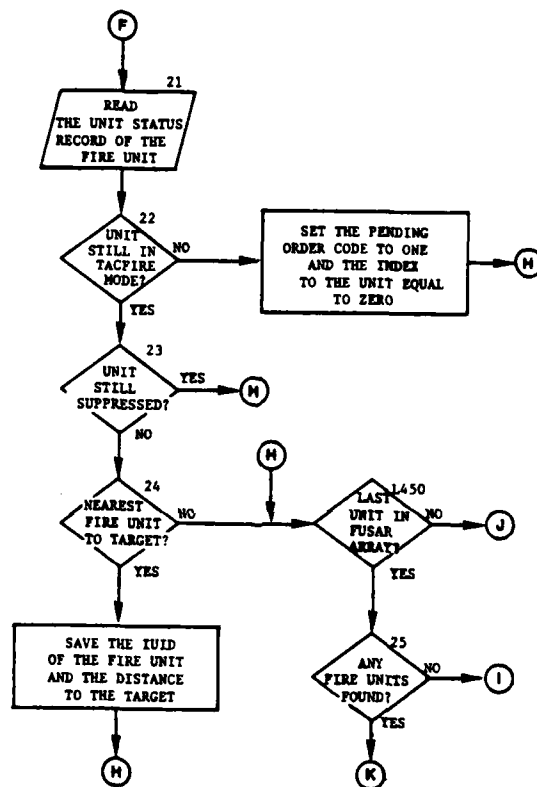 F
21
READ
THE UNIT STATUS
RECORD OF THE
FIRE UNIT
22
UNIT
STILL IN
TACFIRE
MODE?
NO
YES
SET THE PENDING
ORDER CODE TO ONE
AND THE INDEX
TO THE UNIT EQUAL
TO ZERO
H
23
UNIT
STILL
SUPPRESSED?
YES
H
NO
24
NEAREST
FIRE UNIT
TO TARGET?
NO
YES
H
L450
LAST
UNIT IN
FUSAR
ARRAY?
NO
J
YES
SAVE THE IUID
OF THE FIRE UNIT
AND THE DISTANCE
TO THE TARGET
H
25
ANY
FIRE UNITS
FOUND?
NO
I
YES
K